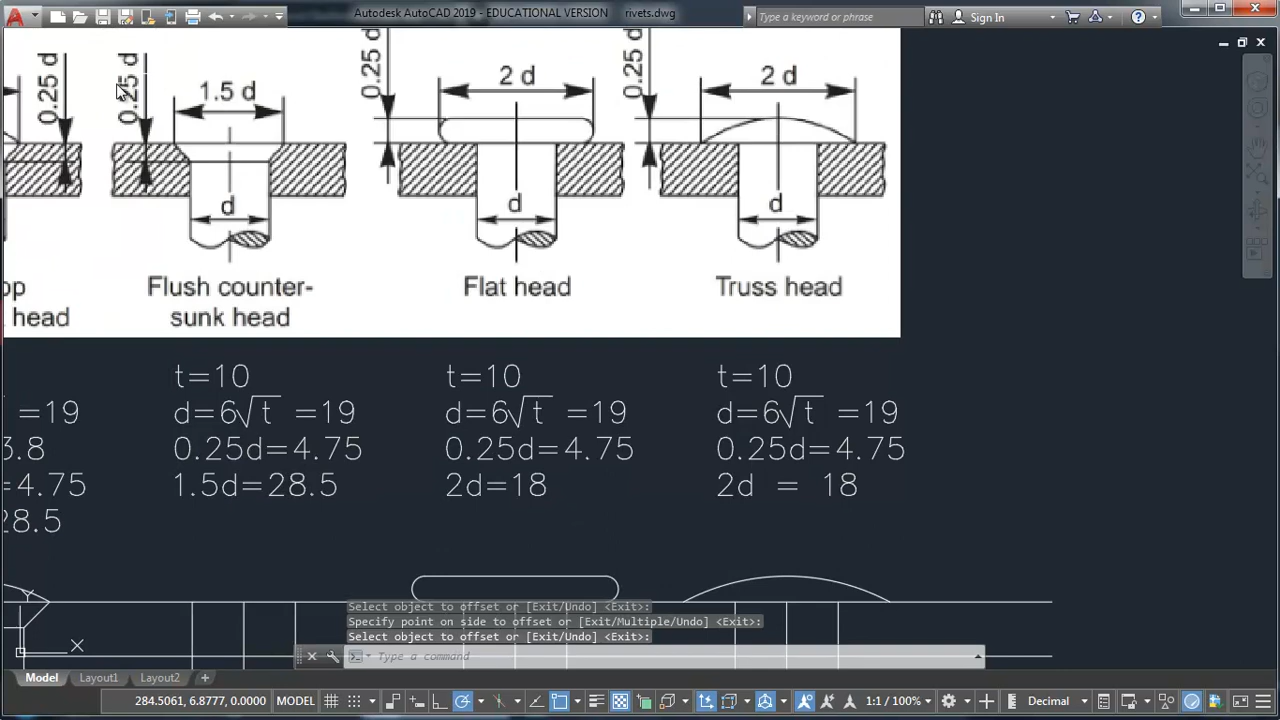 Autodesk AutoCAD 2019 - EDUCATIONAL VERSION rivets.dwg
Type a keyword or phrase
Sign In
0.25 d
0.25 d
1.5 d
0.25 d
2 d
0.25 d
2 d
d
d
d
op
head
Flush counter-
sunk head
Flat head
Truss head
=19
3.8
=4.75
28.5
t=10
d=6√t =19
0.25d=4.75
1.5d=28.5
t=10
d=6√t =19
0.25d=4.75
2d=18
t=10
d=6√t =19
0.25d=4.75
2d = 18
Y
X
Select object to offset or [Exit/Undo] <Exit>:
Specify point on side to offset or [Exit/Multiple/Undo] <Exit>:
Select object to offset or [Exit/Undo] <Exit>:
Type a command
Model Layout1 Layout2 +
284.5061, 6.8777, 0.0000 MODEL 1:1 / 100% Decimal